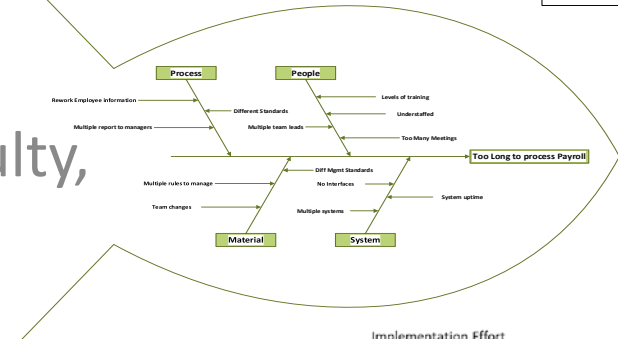 Process
People
Rework Employee information
Levels of training
Different Standards
Understaffed
Multiple report to managers
Multiple team leads
Too Many Meetings
ulty,
Too Long to process Payroll
Diff Mgmt Standards
Multiple rules to manage
No Interfaces
System uptime
Team changes
Multiple systems
Material
System
Implementation Effort